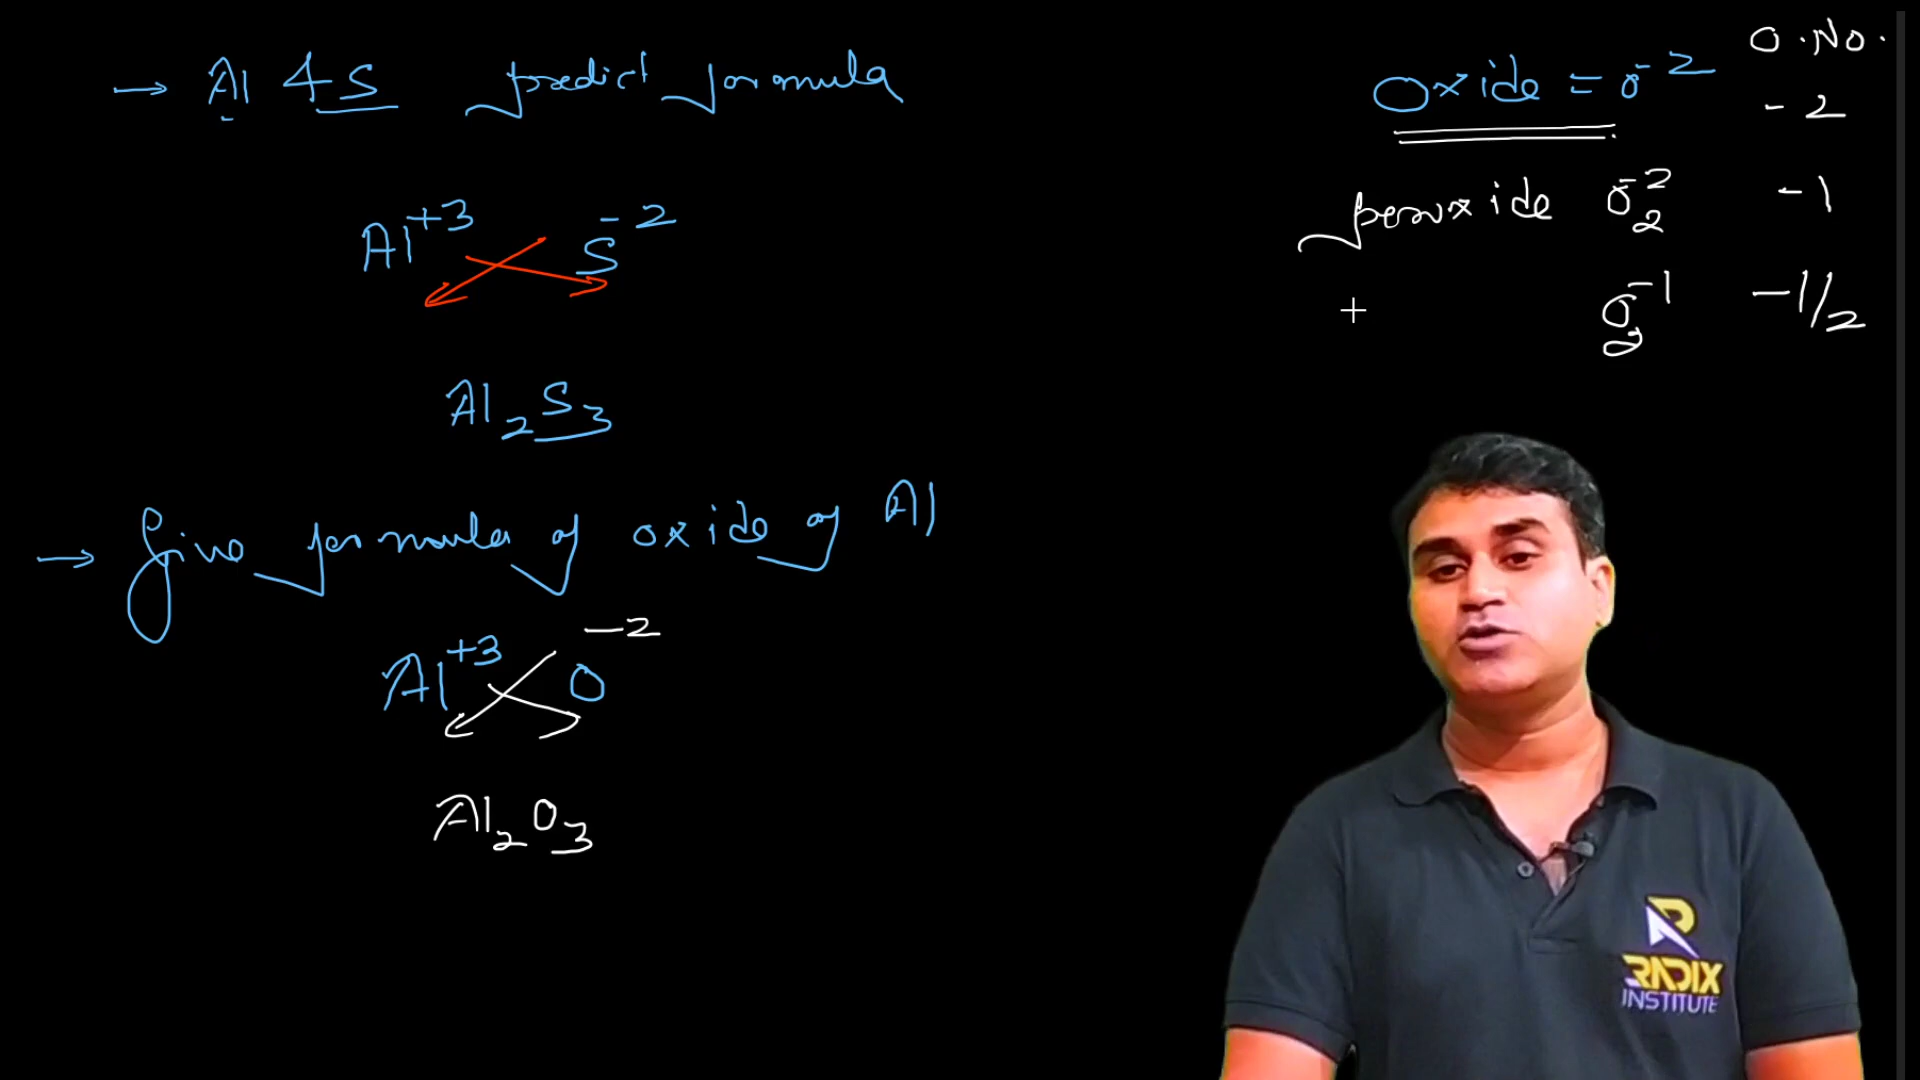 → Al 4 S predict formula
Al+3 S-2
Al2S3
→ Give formula of oxide of Al
Al+3 O-2
Al2O3
O.No.
Oxide = O-2 -2
peroxide O2-2 -1
+ O2-1 -1/2
RADIX
INSTITUTE